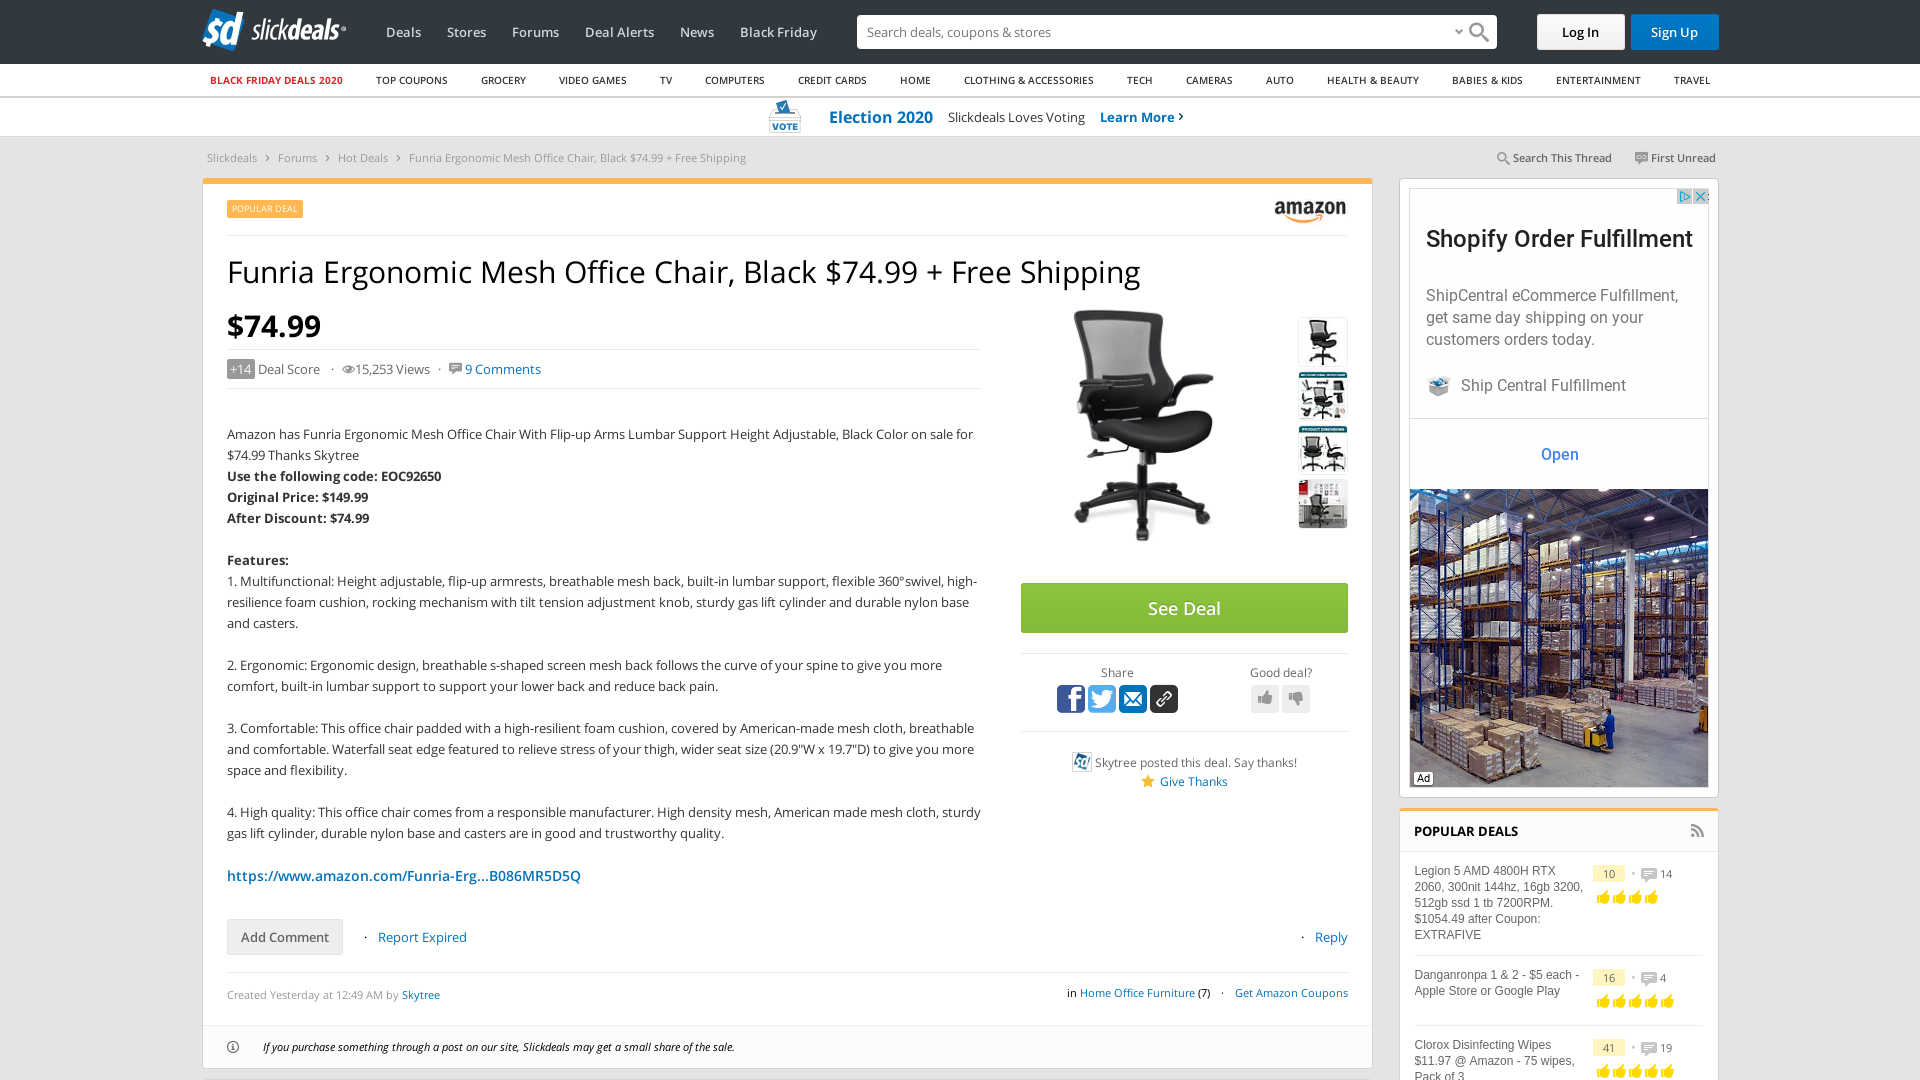 slickdeals
Deals Stores Forums Deal Alerts News Black Friday
Search deals, coupons & shopping
Log In Sign Up
BLACK FRIDAY DEALS 2020 TOP COUPONS GROCERY VIDEO GAMES TV COMPUTERS CREDIT CARDS HOME CLOTHING & ACCESSORIES TECH CAMERAS AUTO HEALTH & BEAUTY BABIES & KIDS ENTERTAINMENT TRAVEL
VOTE Election 2020 Slickdeals Loves Voting Learn More
Slickdeals Forums Hot Deals Funria Ergonomic Mesh Office Chair, Black $74.99 + Free Shipping
Search This Thread First Unread
POPULAR DEAL
amazon
Funria Ergonomic Mesh Office Chair, Black $74.99 + Free Shipping
$74.99
+14 Deal Score · 15,253 Views · 9 Comments
Amazon has Funria Ergonomic Mesh Office Chair With Flip-up Arms Lumbar Support Height Adjustable, Black Color on sale for
$74.99 Thanks Skytree
Use the following code: EOC92650
Original Price: $149.99
After Discount: $74.99
Features:
1. Multifunctional: Height adjustable, flip-up armrests, breathable mesh back, built-in lumbar support, flexible 360°swivel, high-
resilience foam cushion, rocking mechanism with tilt tension adjustment knob, sturdy gas lift cylinder and durable nylon base
and casters.
2. Ergonomic: Ergonomic design, breathable s-shaped screen mesh back follows the curve of your spine to give you more
comfort, built-in lumbar support to support your lower back and reduce back pain.
3. Comfortable: This office chair padded with a high-resilient foam cushion, covered by American-made mesh cloth, breathable
and comfortable. Waterfall seat edge featured to relieve stress of your thigh, wider seat size (20.9"W x 19.7"D) to give you more
space and flexibility.
4. High quality: This office chair comes from a responsible manufacturer. High density mesh, American made mesh cloth, sturdy
gas lift cylinder, durable nylon base and casters are in good and trustworthy quality.
https://www.amazon.com/Funria-Erg...B086MR5D5Q
Add Comment · Report Expired
· Reply
Created Yesterday at 12:49 AM by Skytree
in Home Office Furniture (7) · Get Amazon Coupons
If you purchase something through a post on our site, Slickdeals may get a small share of the sale.
See Deal
Share Good deal?
Skytree posted this deal. Say thanks!
Give Thanks
Shopify Order Fulfillment
ShipCentral eCommerce Fulfillment,
get same day shipping on your
customers orders today.
Ship Central Fulfillment
Open
Ad
POPULAR DEALS
Legion 5 AMD 4800H RTX
2060, 300nit 144hz, 16gb 3200,
512gb ssd 1 tb 7200RPM.
$1054.49 after Coupon:
EXTRAFIVE
10 • 14
Danganronpa 1 & 2 - $5 each -
Apple Store or Google Play
16 • 4
Clorox Disinfecting Wipes
$11.97 @ Amazon - 75 wipes,
Pack of 3
41 • 19